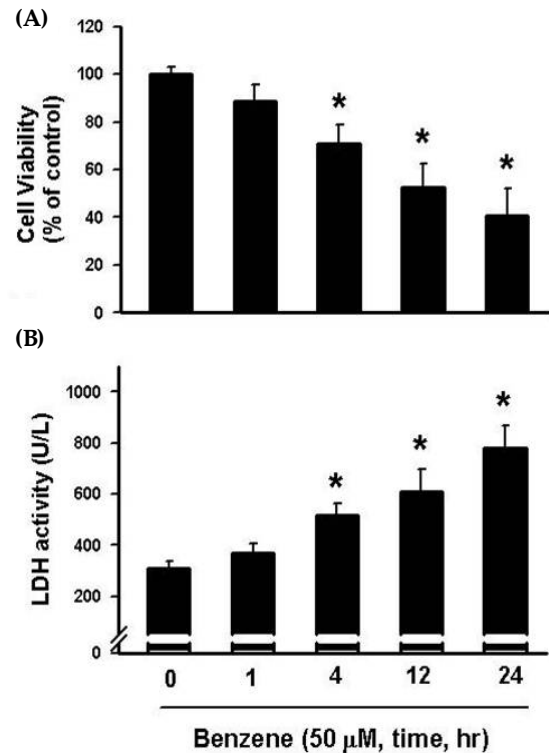 (A)
120
100
80
60
40
20
0
Cell Viability
(% of control)
*
*
*
(B)
1000
800
600
400
200
0
LDH activity (U/L)
*
*
*
0 1 4 12 24
Benzene (50 μM, time, hr)